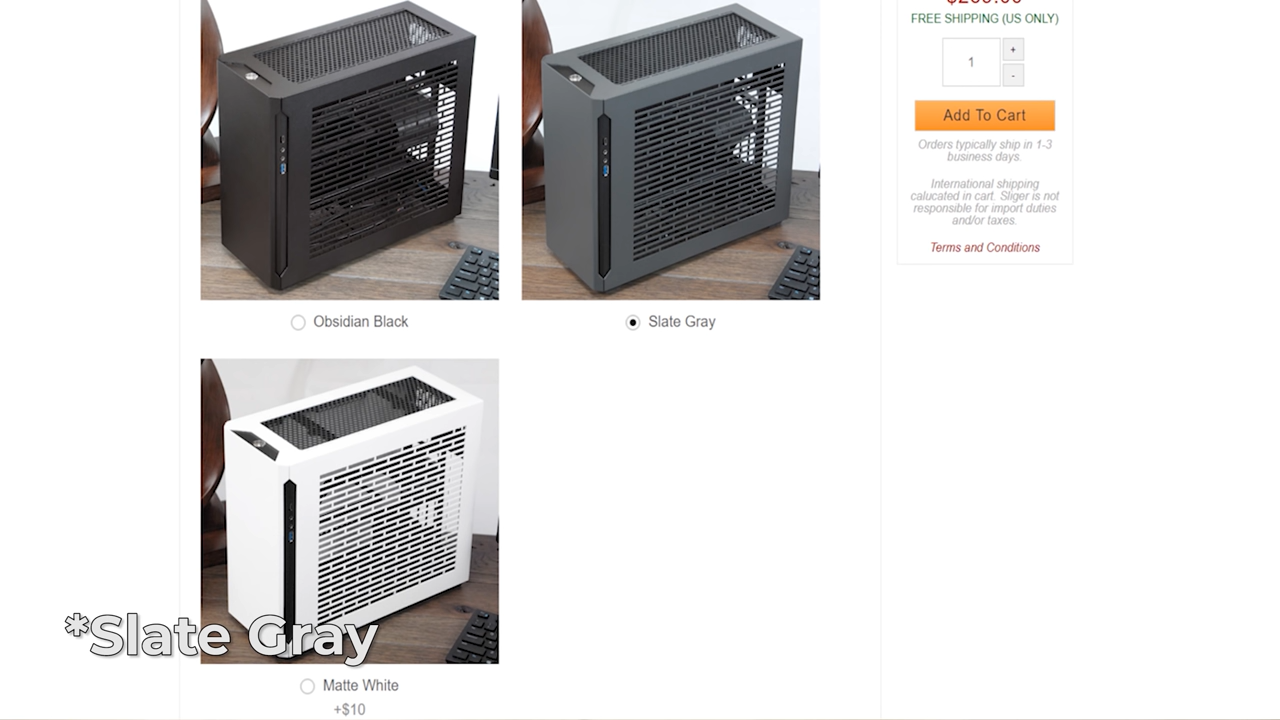 FREE SHIPPING (US ONLY)
1
+
-
Add To Cart
Orders typically ship in 1-3
business days.
International shipping
calucated in cart. Sliger is not
responsible for import duties
and/or taxes.
Terms and Conditions
Obsidian Black
Slate Gray
*Slate Gray
Matte White
+$10